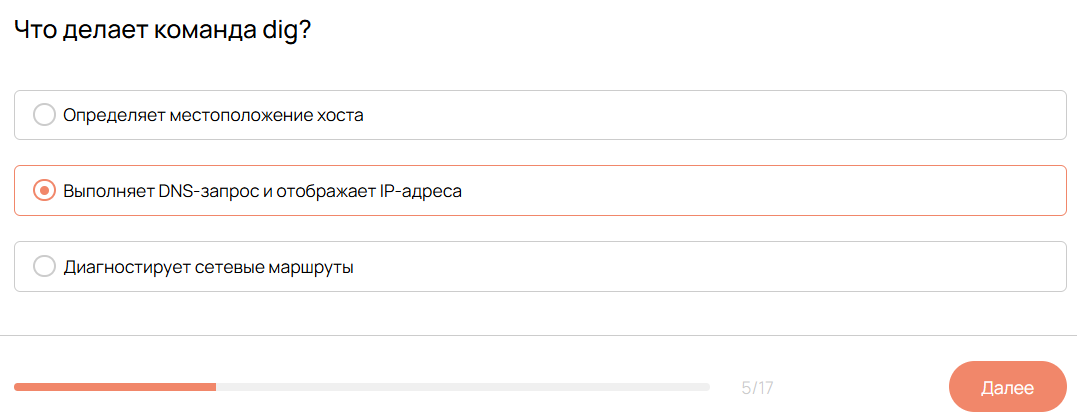 Что делает команда dig?
Определяет местоположение хоста
Выполняет DNS-запрос и отображает IP-адреса
Диагностирует сетевые маршруты
5/17
Далее